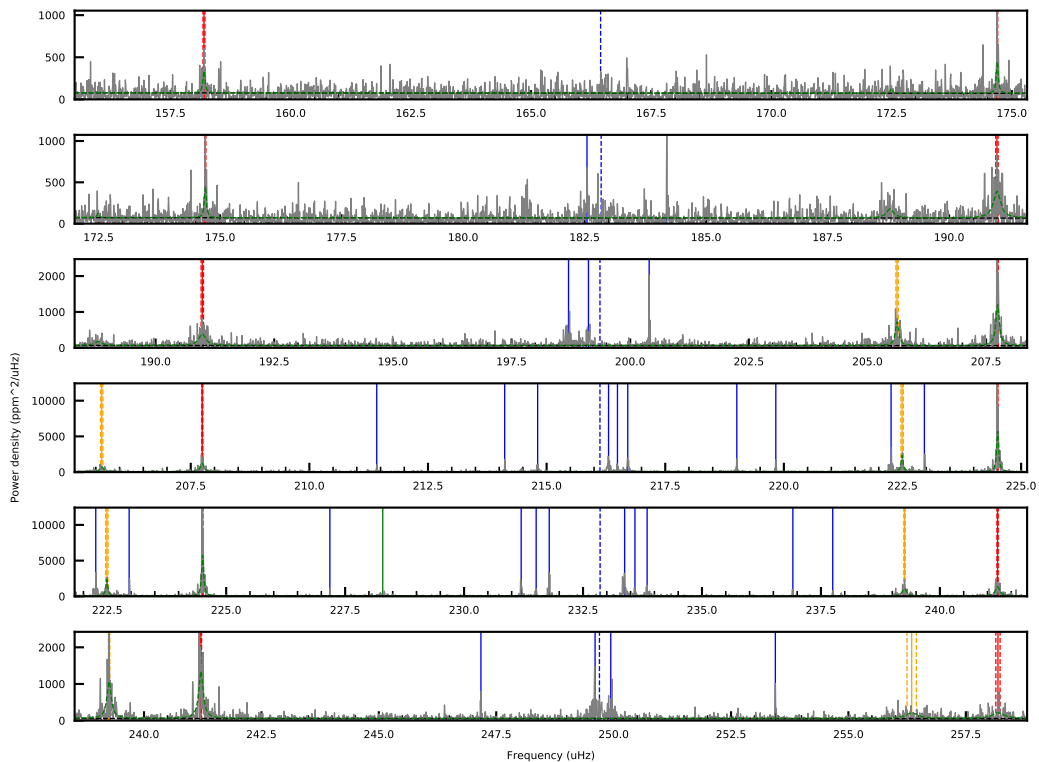 1000
500
0
157.5 160.0 162.5 165.0 167.5 170.0 172.5 175.0
1000
500
0
172.5 175.0 177.5 180.0 182.5 185.0 187.5 190.0
2000
1000
0
190.0 192.5 195.0 197.5 200.0 202.5 205.0 207.5
Power density (ppm^2/uHz)
10000
5000
0
207.5 210.0 212.5 215.0 217.5 220.0 222.5 225.0
10000
5000
0
222.5 225.0 227.5 230.0 232.5 235.0 237.5 240.0
2000
1000
0
240.0 242.5 245.0 247.5 250.0 252.5 255.0 257.5
Frequency (uHz)